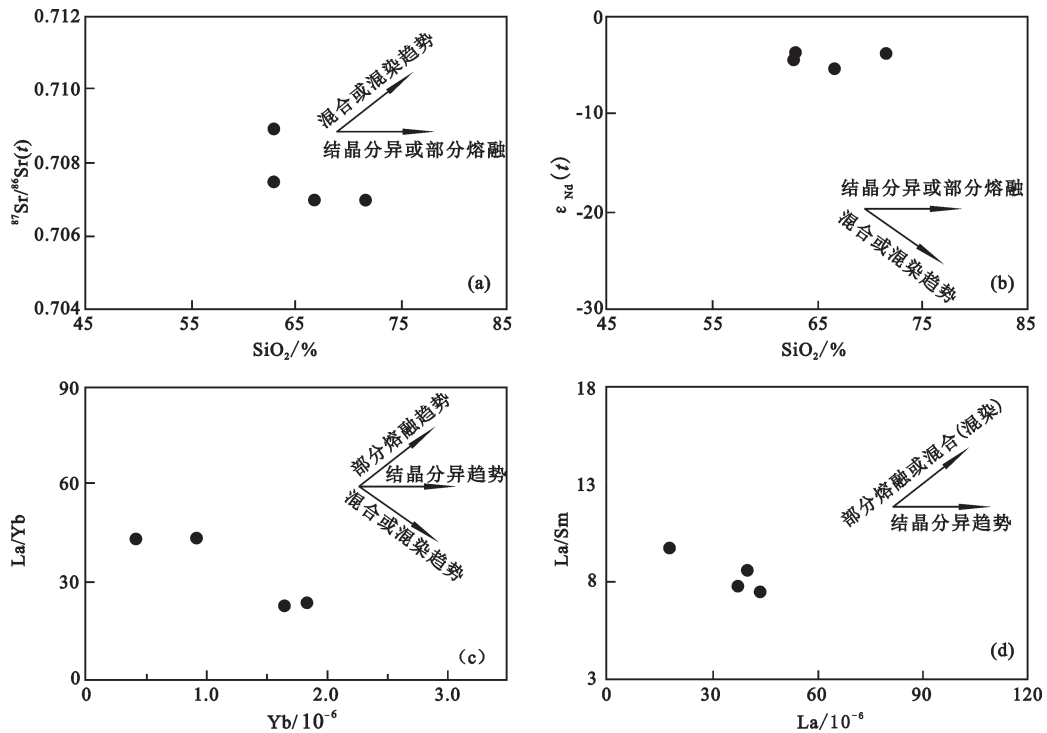 0.712
0.710
0.708
0.706
0.704
⁸⁷Sr/⁸⁶Sr(t)
混合或混染趋势
结晶分异或部分熔融
(a)
45 55 65 75 85
SiO₂/%
0
-10
-20
-30
ε Nd (t)
结晶分异或部分熔融
混合或混染趋势
(b)
45 55 65 75 85
SiO₂/%
90
60
30
0
La/Yb
部分熔融趋势
结晶分异趋势
混合或混染趋势
(c)
0 1.0 2.0 3.0
Yb/10⁻⁶
18
13
8
3
La/Sm
部分熔融或混合(混染)
结晶分异趋势
(d)
0 30 60 90 120
La/10⁻⁶